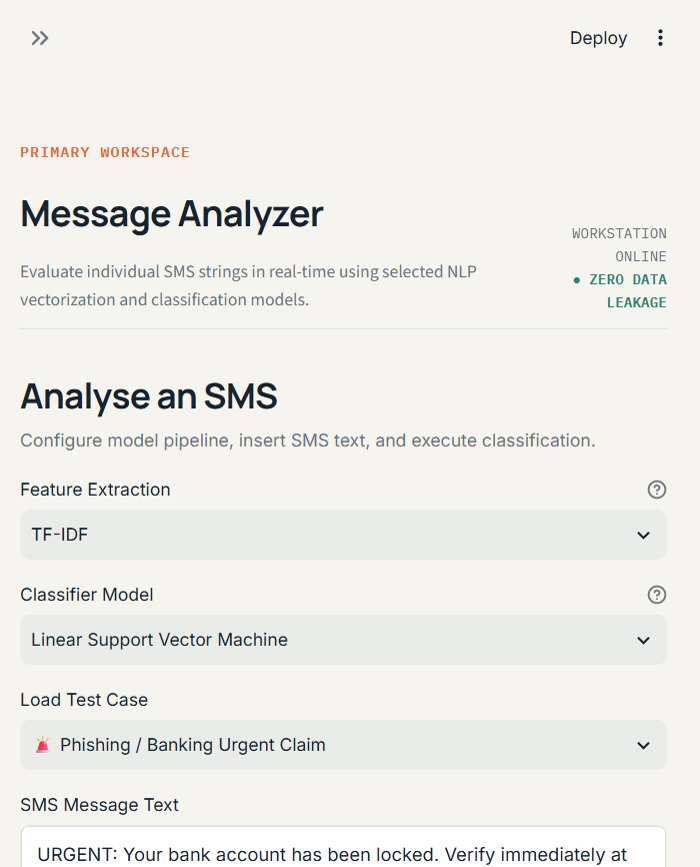 Deploy
PRIMARY WORKSPACE
Message Analyzer
Evaluate individual SMS strings in real-time using selected NLP
vectorization and classification models.
WORKSTATION
ONLINE
● ZERO DATA
LEAKAGE
Analyse an SMS
Configure model pipeline, insert SMS text, and execute classification.
Feature Extraction
TF-IDF
Classifier Model
Linear Support Vector Machine
Load Test Case
🚨 Phishing / Banking Urgent Claim
SMS Message Text
URGENT: Your bank account has been locked. Verify immediately at